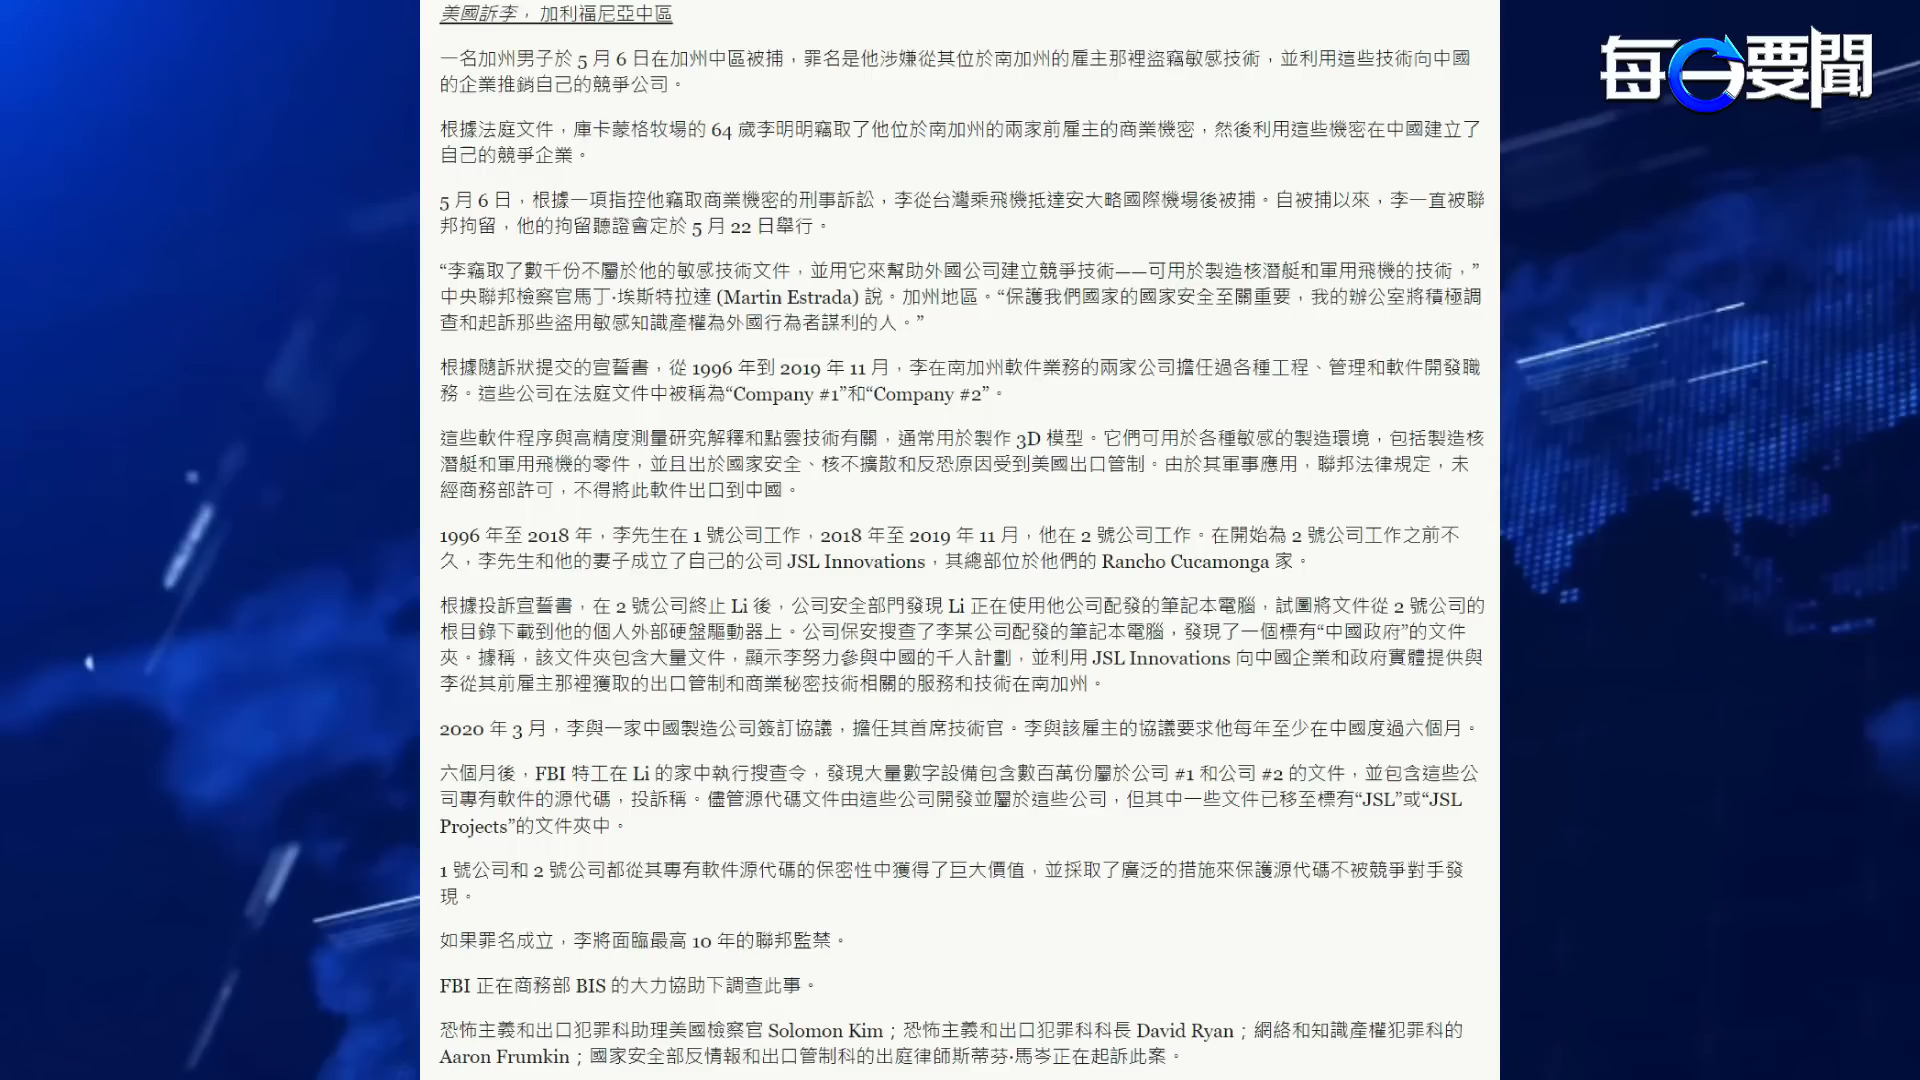 每日要聞
美國訴李， 加利福尼亞中區
一名加州男子於 5 月 6 日在加州中區被捕，罪名是他涉嫌從其位於南加州的雇主那裡盜竊敏感技術，並利用這些技術向中國
的企業推銷自己的競爭公司。
根據法庭文件，庫卡蒙格牧場的 64 歲李明明竊取了他位於南加州的兩家前雇主的商業機密，然後利用這些機密在中國建立了
自己的競爭企業。
5 月 6 日，根據一項指控他竊取商業機密的刑事訴訟，李從台灣乘飛機抵達安大略國際機場後被捕。自被捕以來，李一直被聯
邦拘留，他的拘留聽證會定於 5 月 22 日舉行。
“李竊取了數千份不屬於他的敏感技術文件，並用它來幫助外國公司建立競爭技術——可用於製造核潛艇和軍用飛機的技術，”
中央聯邦檢察官馬丁·埃斯特拉達 (Martin Estrada) 說。加州地區。“保護我們國家的國家安全至關重要，我的辦公室將積極調
查和起訴那些盜用敏感知識產權為外國行為者謀利的人。”
根據隨訴狀提交的宣誓書，從 1996 年到 2019 年 11 月，李在南加州軟件業務的兩家公司擔任過各種工程、管理和軟件開發職
務。這些公司在法庭文件中被稱為“Company #1”和“Company #2”。
這些軟件程序與高精度測量研究解釋和點雲技術有關，通常用於製作 3D 模型。它們可用於各種敏感的製造環境，包括製造核
潛艇和軍用飛機的零件，並且出於國家安全、核不擴散和反恐原因受到美國出口管制。由於其軍事應用，聯邦法律規定，未
經商務部許可，不得將此軟件出口到中國。
1996 年至 2018 年，李先生在 1 號公司工作，2018 年至 2019 年 11 月，他在 2 號公司工作。在開始為 2 號公司工作之前不
久，李先生和他的妻子成立了自己的公司 JSL Innovations，其總部位於他們的 Rancho Cucamonga 家。
根據投訴宣誓書，在 2 號公司終止 Li 後，公司安全部門發現 Li 正在使用他公司配發的筆記本電腦，試圖將文件從 2 號公司的
根目錄下載到他的個人外部硬盤驅動器上。公司保安搜查了李某公司配發的筆記本電腦，發現了一個標有“中國政府”的文件
夾。據稱，該文件夾包含大量文件，顯示李努力參與中國的千人計劃，並利用 JSL Innovations 向中國企業和政府實體提供與
李從其前雇主那裡獲取的出口管制和商業秘密技術相關的服務和技術在南加州。
2020 年 3 月，李與一家中國製造公司簽訂協議，擔任其首席技術官。李與該雇主的協議要求他每年至少在中國度過六個月。
六個月後，FBI 特工在 Li 的家中執行搜查令，發現大量數字設備包含數百萬份屬於公司 #1 和公司 #2 的文件，並包含這些公
司專有軟件的源代碼，投訴稱。儘管源代碼文件由這些公司開發並屬於這些公司，但其中一些文件已移至標有“JSL”或“JSL
Projects”的文件夾中。
1 號公司和 2 號公司都從其專有軟件源代碼的保密性中獲得了巨大價值，並採取了廣泛的措施來保護源代碼不被競爭對手發
現。
如果罪名成立，李將面臨最高 10 年的聯邦監禁。
FBI 正在商務部 BIS 的大力協助下調查此事。
恐怖主義和出口犯罪科助理美國檢察官 Solomon Kim；恐怖主義和出口犯罪科科長 David Ryan；網絡和知識產權犯罪科的
Aaron Frumkin；國家安全部反情報和出口管制科的出庭律師斯蒂芬·馬岑正在起訴此案。